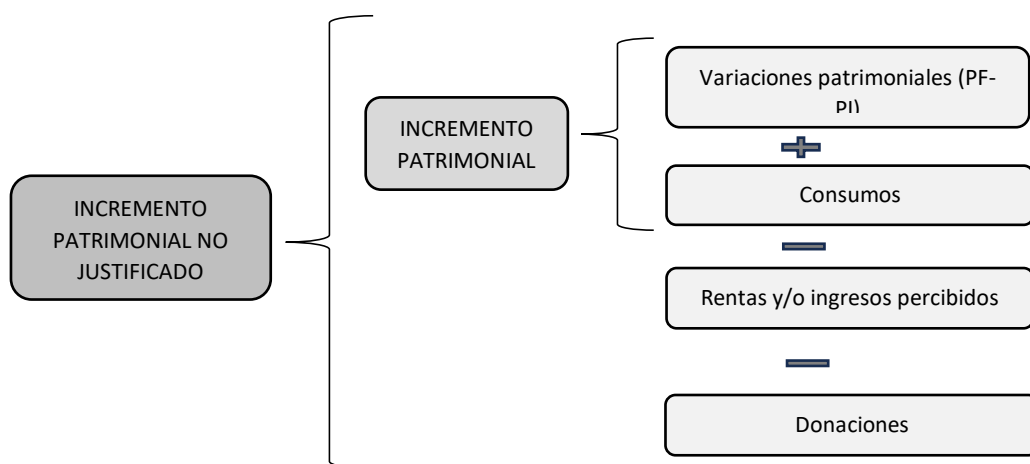 INCREMENTO
PATRIMONIAL NO
JUSTIFICADO
INCREMENTO
PATRIMONIAL
Variaciones patrimoniales (PF-
PI)
Consumos
Rentas y/o ingresos percibidos
Donaciones